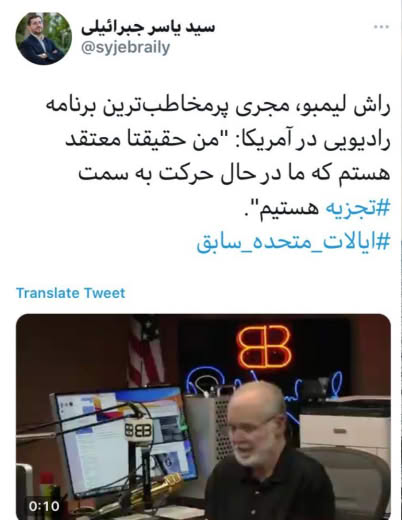 سید یاسر جبرائیلی
@syjebraily
راش لیمبو، مجری پرمخاطب‌ترین برنامه
رادیویی در آمریکا: "من حقیقتا معتقد
هستم که ما در حال حرکت به سمت
#تجزیه هستیم".
#ایالات_متحده_سابق
Translate Tweet
0:10